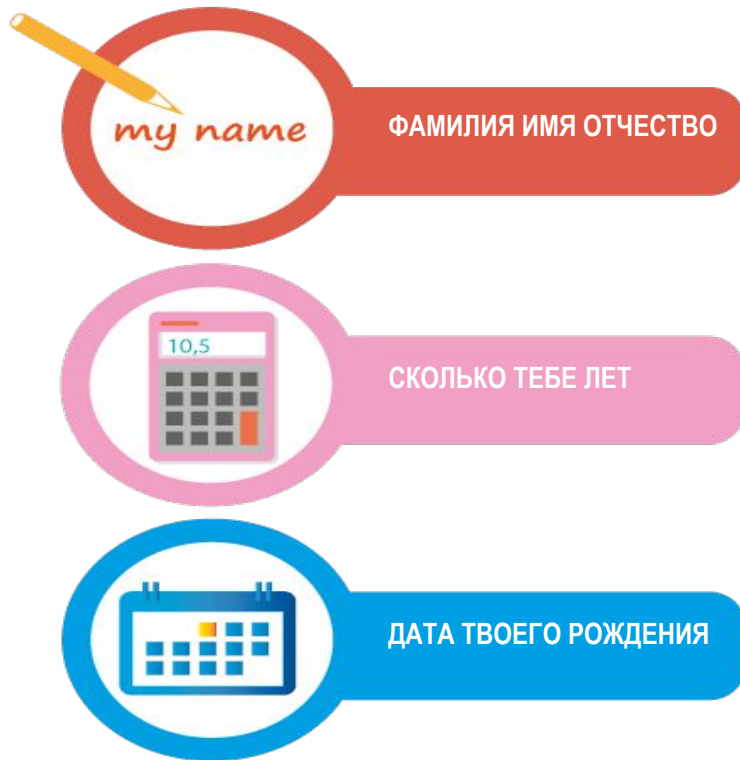 my name
ФАМИЛИЯ ИМЯ ОТЧЕСТВО
10,5
СКОЛЬКО ТЕБЕ ЛЕТ
ДАТА ТВОЕГО РОЖДЕНИЯ